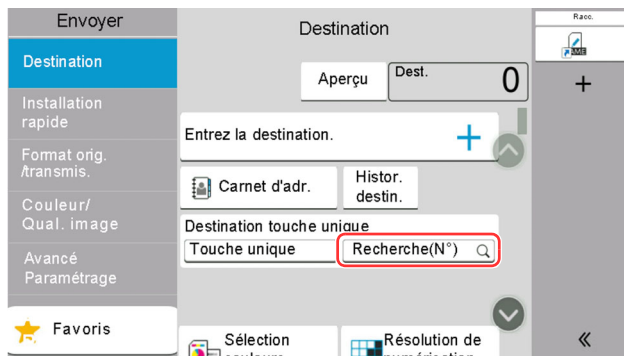 Envoyer
Destination
Installation
rapide
Format orig.
/transmis.
Couleur/
Qual. image
Avancé
Paramétrage
Favoris
Destination
Aperçu
Dest.
0
Entrez la destination.
Carnet d'adr.
Histor.
destin.
Destination touche unique
Touche unique
Recherche(N°)
Sélection
Résolution de
Racc.